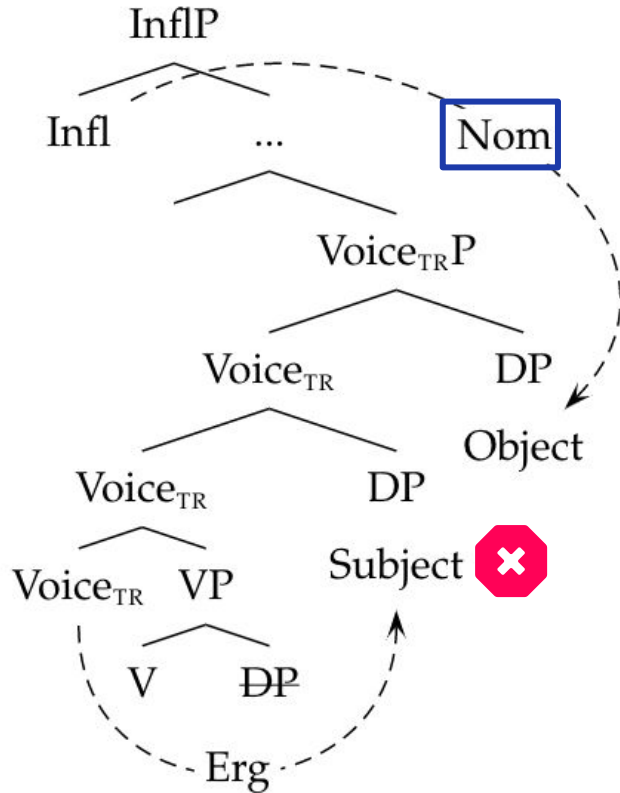 InflP
Infl ... Nom
VoiceTRP
VoiceTR DP
Object
VoiceTR DP
VoiceTR VP Subject
V DP
Erg